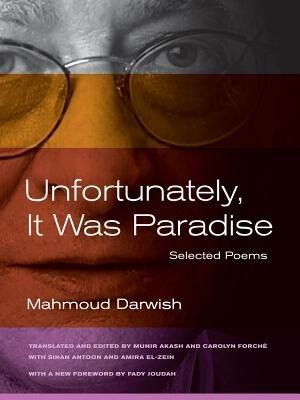 Unfortunately,
It Was Paradise
Selected Poems
Mahmoud Darwish
TRANSLATED AND EDITED BY MUNIR AKASH AND CAROLYN FORCHÉ
WITH SINAN ANTOON AND AMIRA EL-ZEIN
WITH A NEW FOREWORD BY FADY JOUDAH